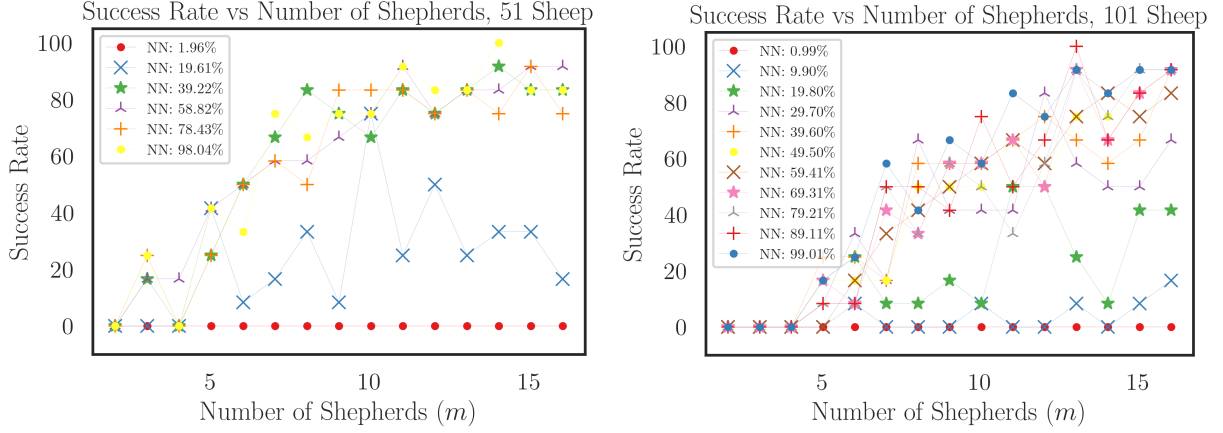 Success Rate vs Number of Shepherds, 51 Sheep
100
80
60
40
20
0
Success Rate
NN: 1.96%
NN: 19.61%
NN: 39.22%
NN: 58.82%
NN: 78.43%
NN: 98.04%
5
10
15
Number of Shepherds (m)
Success Rate vs Number of Shepherds, 101 Sheep
100
80
60
40
20
0
Success Rate
NN: 0.99%
NN: 9.90%
NN: 19.80%
NN: 29.70%
NN: 39.60%
NN: 49.50%
NN: 59.41%
NN: 69.31%
NN: 79.21%
NN: 89.11%
NN: 99.01%
5
10
15
Number of Shepherds (m)